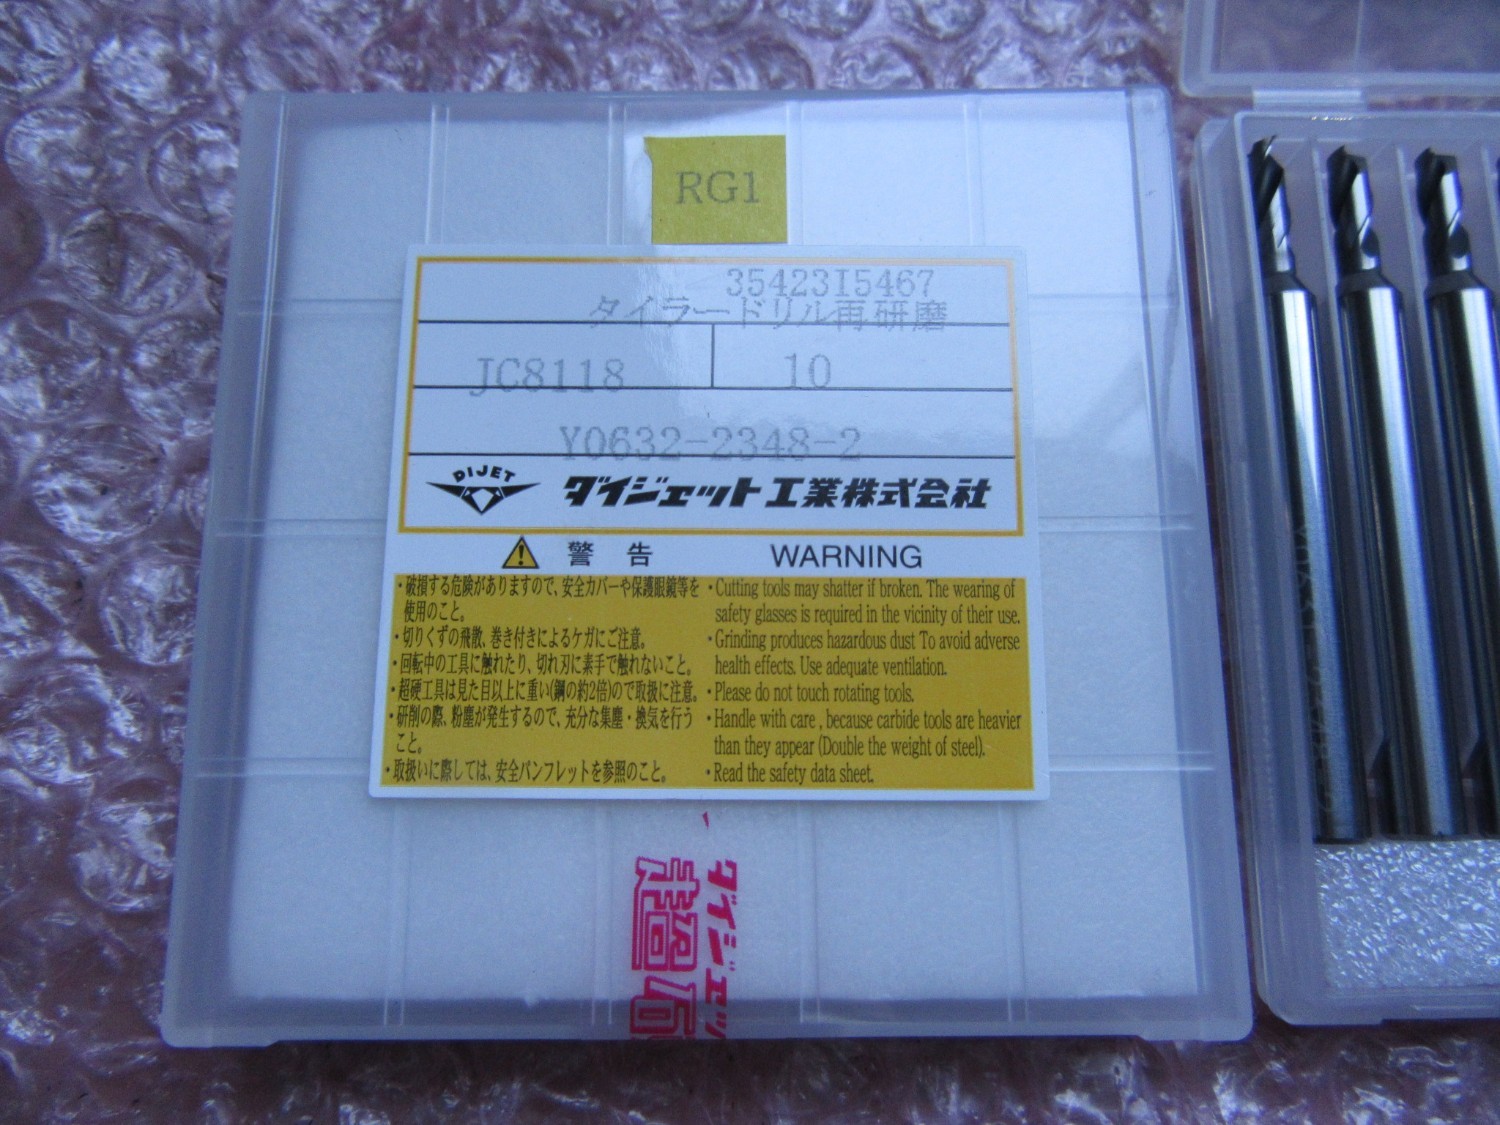 RG1
35423I5467
タイラードリル再研磨
JC8118 10
Y0632-2348-2
DIJET ダイジェット工業株式会社
警告 WARNING
・破損する危険がありますので、安全カバーや保護眼鏡等を
使用のこと。
・切りくずの飛散、巻き付きによるケガにご注意。
・回転中の工具に触れたり、切れ刃に素手で触れないこと。
・超硬工具は見た目以上に重い(鋼の約2倍)ので取扱に注意。
・研削の際、粉塵が発生するので、充分な集塵・換気を行う
こと。
・取扱いに際しては、安全パンフレットを参照のこと。
・Cutting tools may shatter if broken. The wearing of
safety glasses is required in the vicinity of their use.
・Grinding produces hazardous dust To avoid adverse
health effects. Use adequate ventilation.
・Please do not touch rotating tools.
・Handle with care , because carbide tools are heavier
than they appear (Double the weight of steel).
・Read the safety data sheet.
ダイジェッ
超石